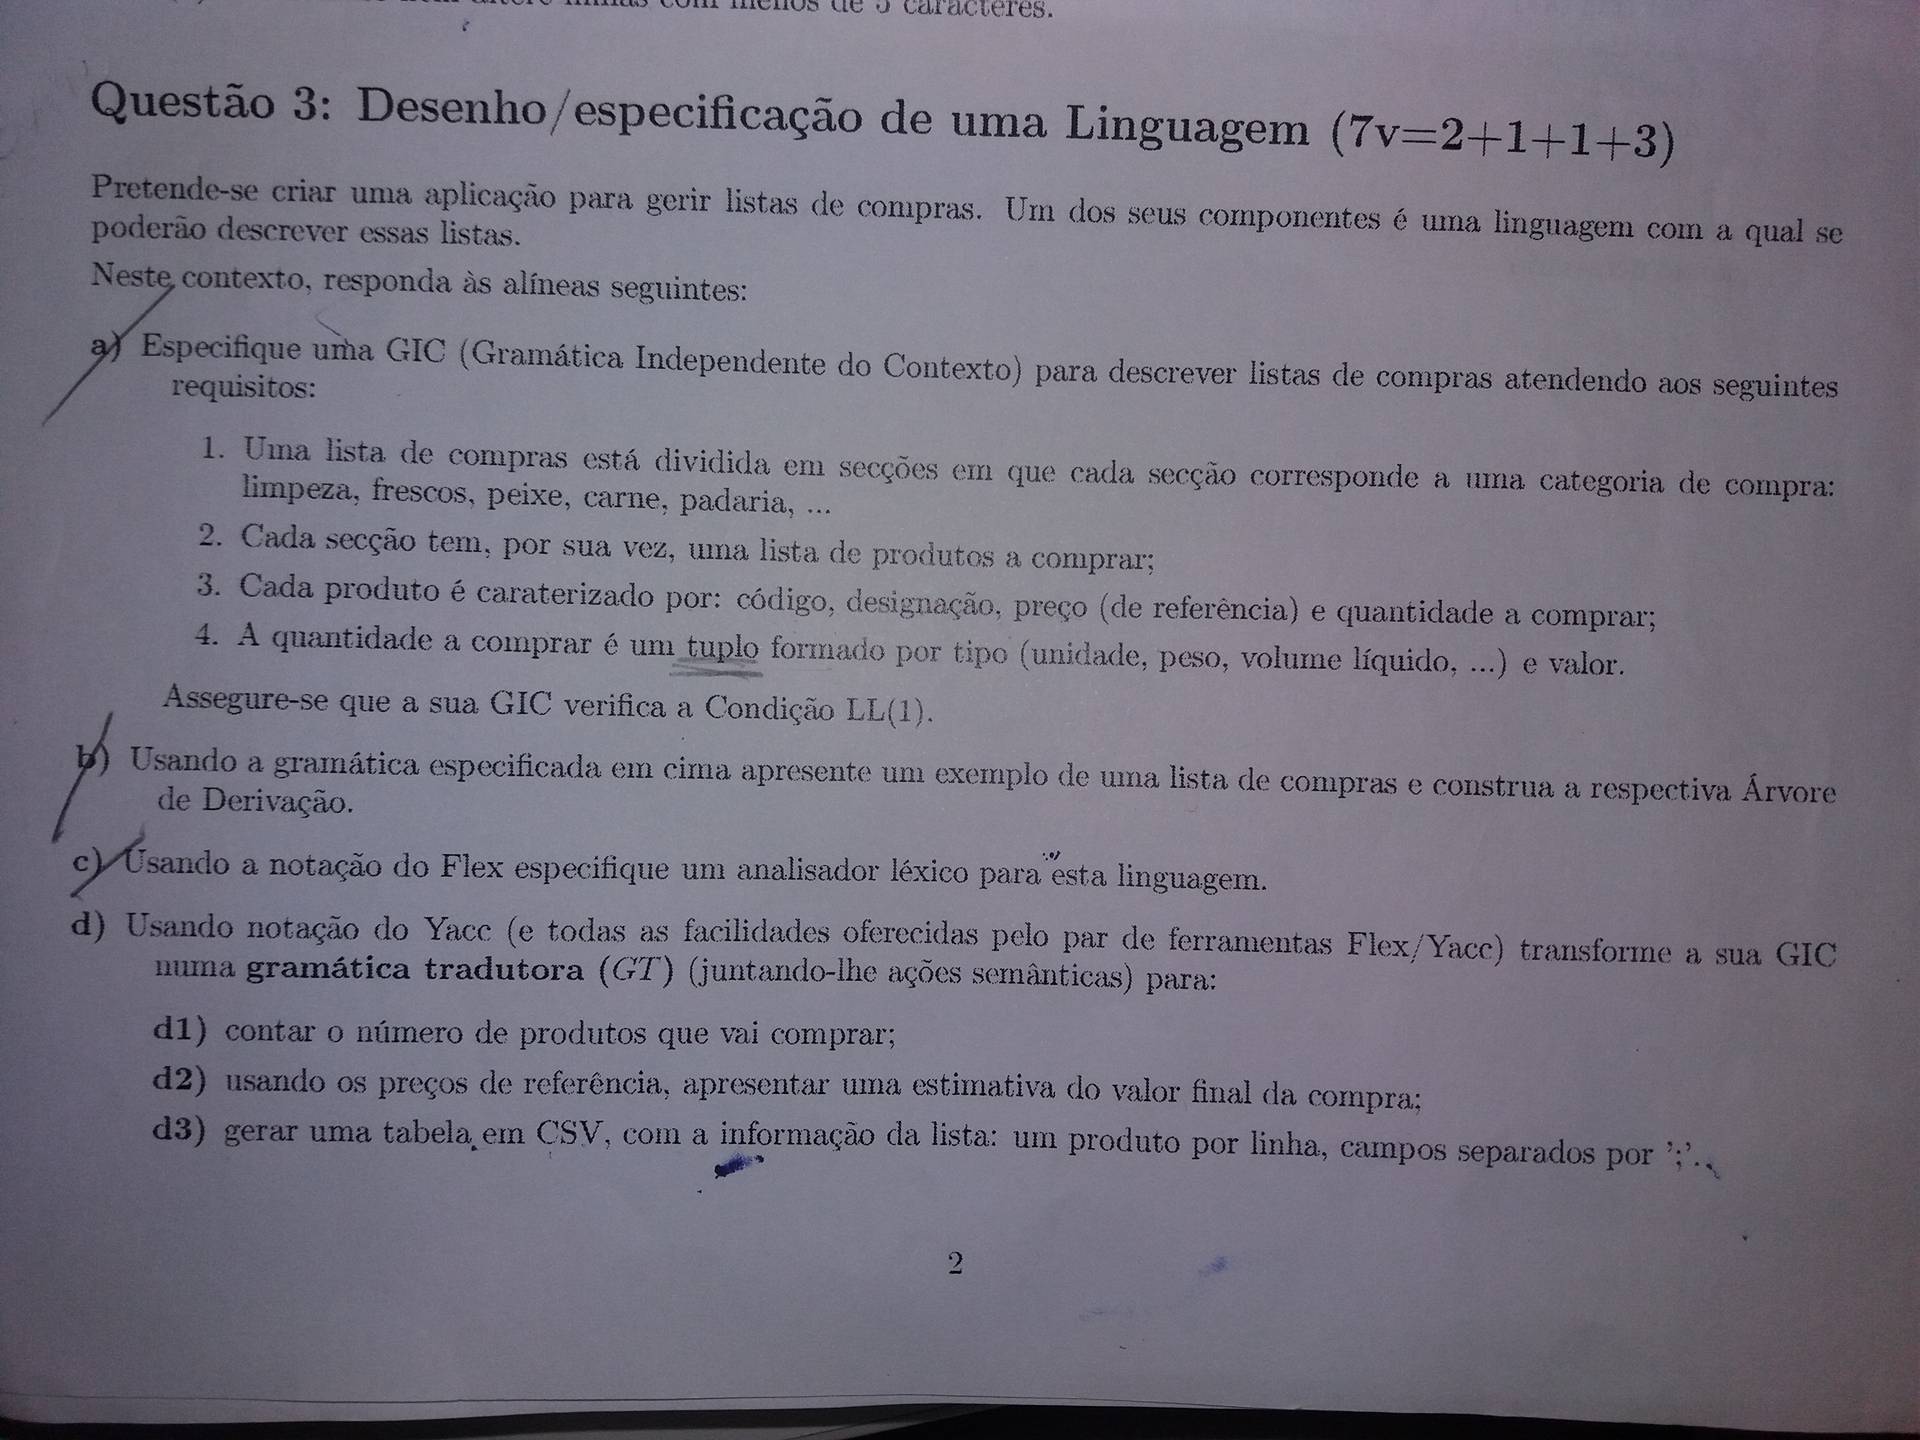 com menos de 5 caracteres.
Questão 3: Desenho/especificação de uma Linguagem (7v=2+1+1+3)
Pretende-se criar uma aplicação para gerir listas de compras. Um dos seus componentes é uma linguagem com a qual se
poderão descrever essas listas.
Neste contexto, responda às alíneas seguintes:
a) Especifique uma GIC (Gramática Independente do Contexto) para descrever listas de compras atendendo aos seguintes
requisitos:
1. Uma lista de compras está dividida em secções em que cada secção corresponde a uma categoria de compra:
limpeza, frescos, peixe, carne, padaria, ...
2. Cada secção tem, por sua vez, uma lista de produtos a comprar;
3. Cada produto é caraterizado por: código, designação, preço (de referência) e quantidade a comprar;
4. A quantidade a comprar é um tuplo formado por tipo (unidade, peso, volume líquido, ...) e valor.
Assegure-se que a sua GIC verifica a Condição LL(1).
b) Usando a gramática especificada em cima apresente um exemplo de uma lista de compras e construa a respectiva Árvore
de Derivação.
c) Usando a notação do Flex especifique um analisador léxico para esta linguagem.
d) Usando notação do Yacc (e todas as facilidades oferecidas pelo par de ferramentas Flex/Yacc) transforme a sua GIC
numa gramática tradutora (GT) (juntando-lhe ações semânticas) para:
d1) contar o número de produtos que vai comprar;
d2) usando os preços de referência, apresentar uma estimativa do valor final da compra;
d3) gerar uma tabela em CSV, com a informação da lista: um produto por linha, campos separados por ’;’.
2